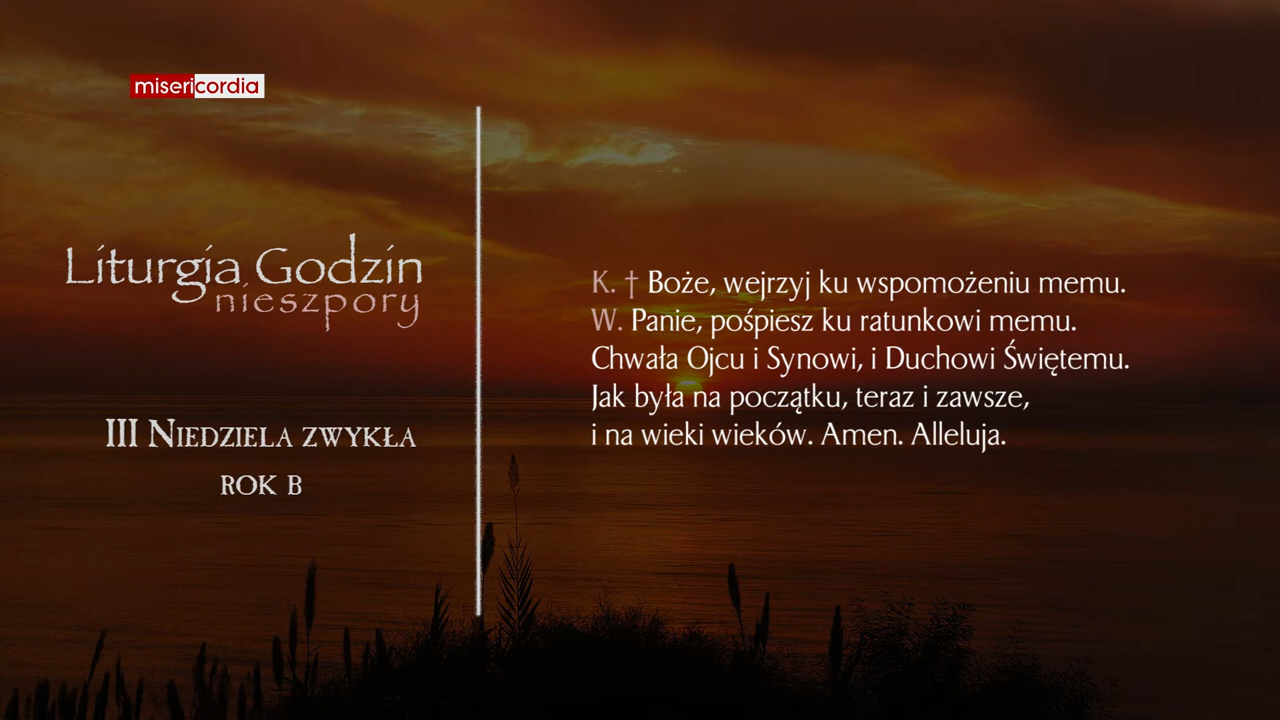 misericordia
Liturgia Godzin
nieszpory
III Niedziela zwykła
rok B
K. † Boże, wejrzyj ku wspomożeniu memu.
W. Panie, pośpiesz ku ratunkowi memu.
Chwała Ojcu i Synowi, i Duchowi Świętemu.
Jak była na początku, teraz i zawsze,
i na wieki wieków. Amen. Alleluja.